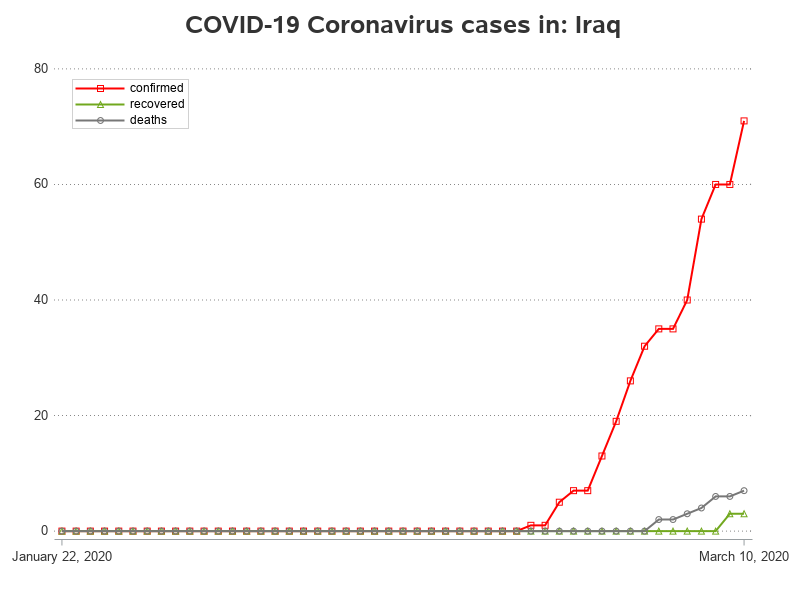 COVID-19 Coronavirus cases in: Iraq
80
confirmed
recovered
deaths
60
40
20
0
January 22, 2020
March 10, 2020